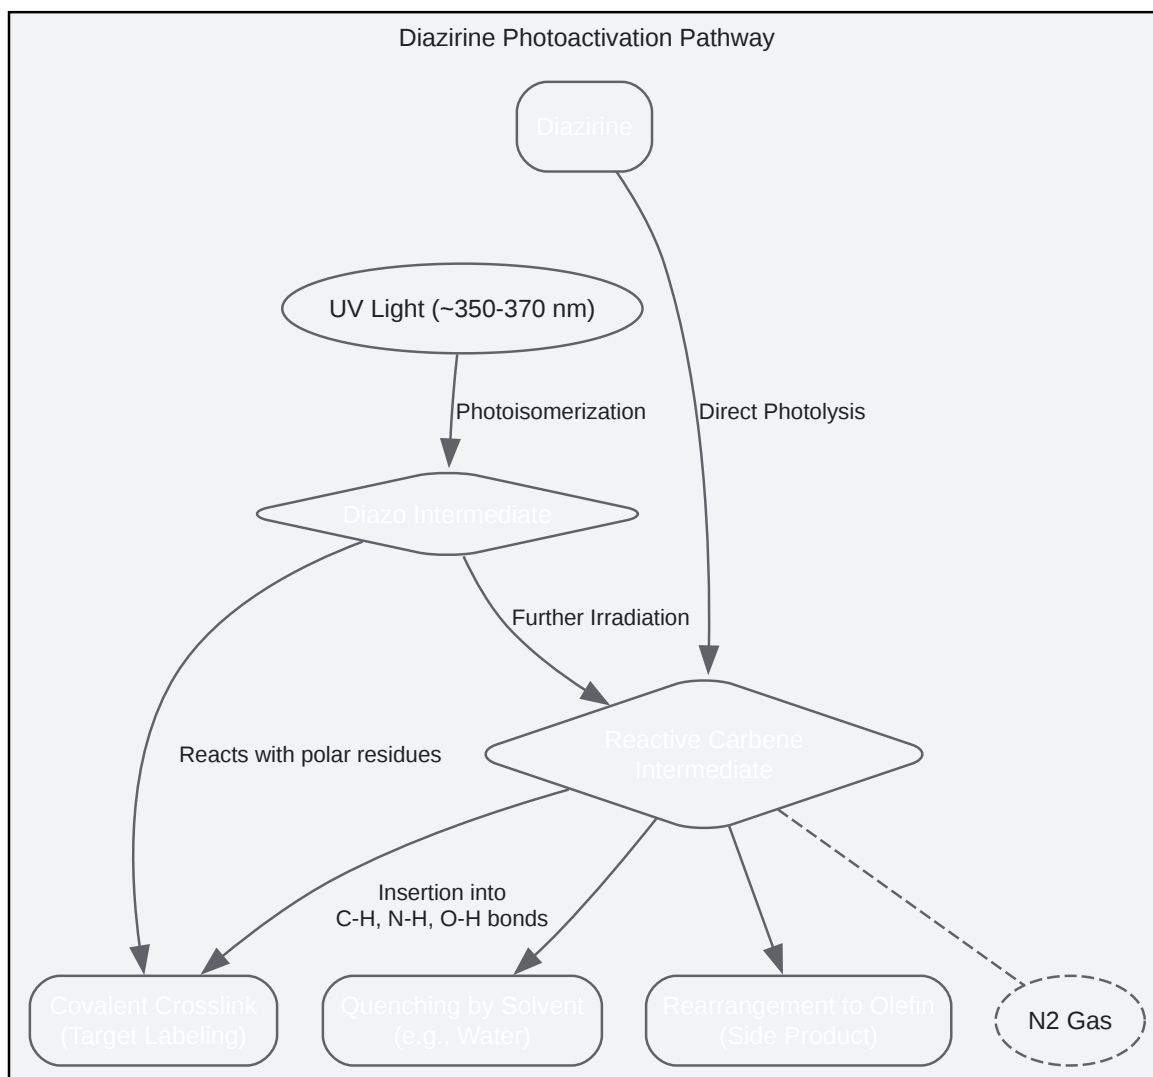 Diazirine Photoactivation Pathway
Diazirine
UV Light (~350-370 nm)
Photoisomerization
Direct Photolysis
Diazo Intermediate
Further Irradiation
Reactive Carbene
Intermediate
Reacts with polar residues
Insertion into
C-H, N-H, O-H bonds
Covalent Crosslink
(Target Labeling)
Quenching by Solvent
(e.g., Water)
Rearrangement to Olefin
(Side Product)
N2 Gas